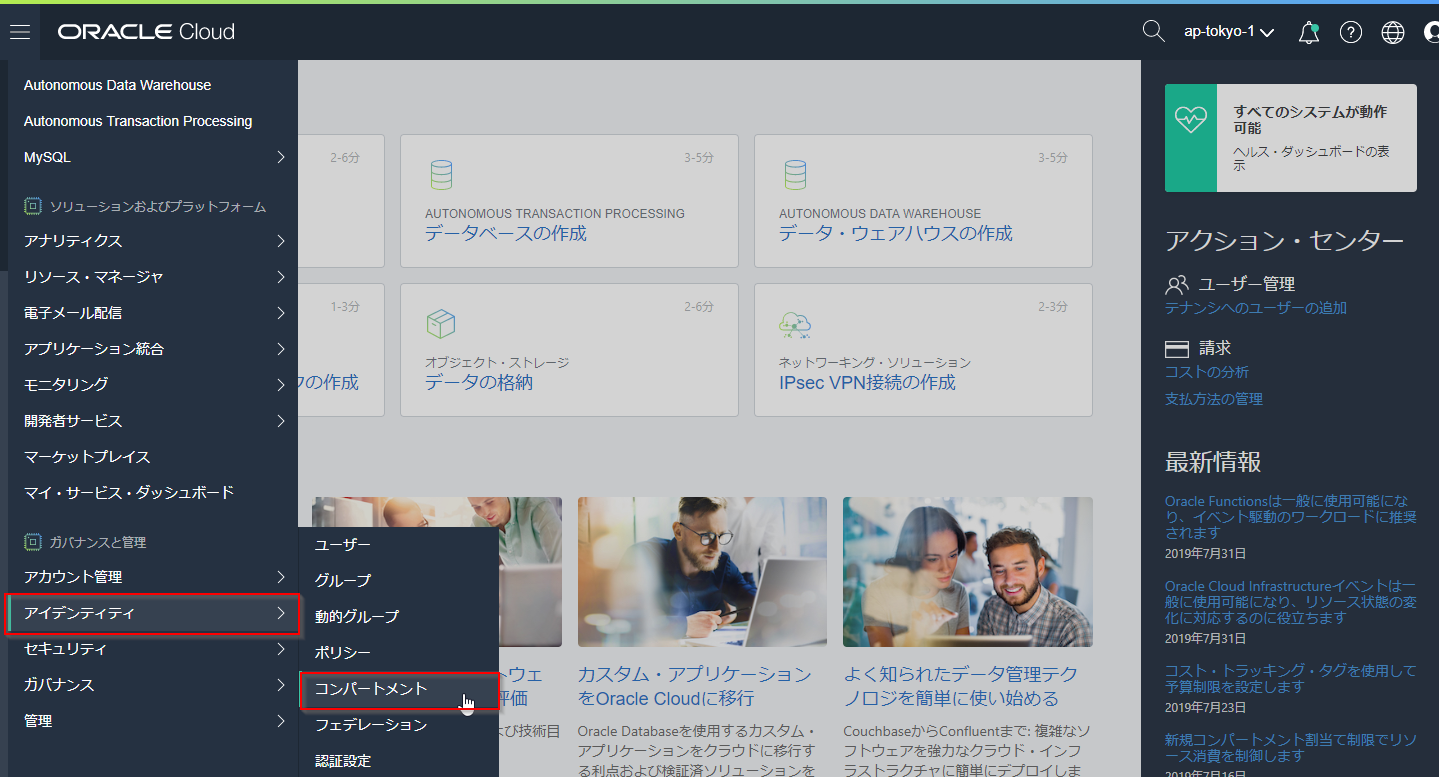 ORACLE Cloud
ap-tokyo-1
Autonomous Data Warehouse
Autonomous Transaction Processing
MySQL
ソリューションおよびプラットフォーム
アナリティクス
リソース・マネージャ
電子メール配信
アプリケーション統合
モニタリング
開発者サービス
マーケットプレイス
マイ・サービス・ダッシュボード
ガバナンスと管理
アカウント管理
アイデンティティ
セキュリティ
ガバナンス
管理
ユーザー
グループ
動的グループ
ポリシー
コンパートメント
フェデレーション
認証設定
2-6分
3-5分
AUTONOMOUS TRANSACTION PROCESSING
データベースの作成
3-5分
AUTONOMOUS DATA WAREHOUSE
データ・ウェアハウスの作成
1-3分
の作成
2-6分
オブジェクト・ストレージ
データの格納
2-3分
ネットワーキング・ソリューション
IPsec VPN接続の作成
トウェ
評価
よび技術目
カスタム・アプリケーション
をOracle Cloudに移行
Oracle Databaseを使用するカスタム・
アプリケーションをクラウドに移行す
る利点および検証済ソリューションを
よく知られたデータ管理テク
ノロジを簡単に使い始める
CouchbaseからConfluentまで: 複雑なソ
フトウェアを強力なクラウド・インフ
ラストラクチャに簡単にデプロイしま
すべてのシステムが動作
可能
ヘルス・ダッシュボードの表
示
アクション・センター
ユーザー管理
テナンシへのユーザーの追加
請求
コストの分析
支払方法の管理
最新情報
Oracle Functionsは一般に使用可能にな
り、イベント駆動のワークロードに推奨
されます
2019年7月31日
Oracle Cloud Infrastructureイベントは一
般に使用可能になり、リソース状態の変
化に対応するのに役立ちます
2019年7月31日
コスト・トラッキング・タグを使用して
予算制限を設定します
2019年7月23日
新規コンパートメント割当て制限でリソ
ース消費を制御します
2019年7月16日